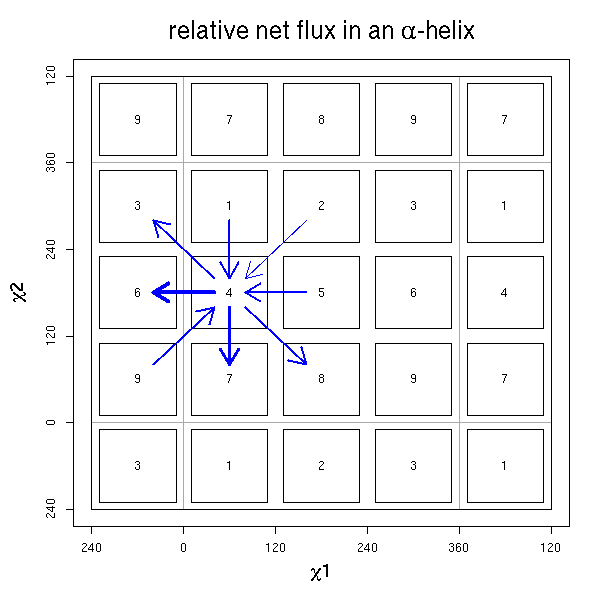 relative net flux in an α-helix
120
9 7 8 9 7
360
3 1 2 3 1
240
6 4 5 6 4
χ2
120
9 7 8 9 7
0
3 1 2 3 1
240
240 0 120 240 360 120
χ1